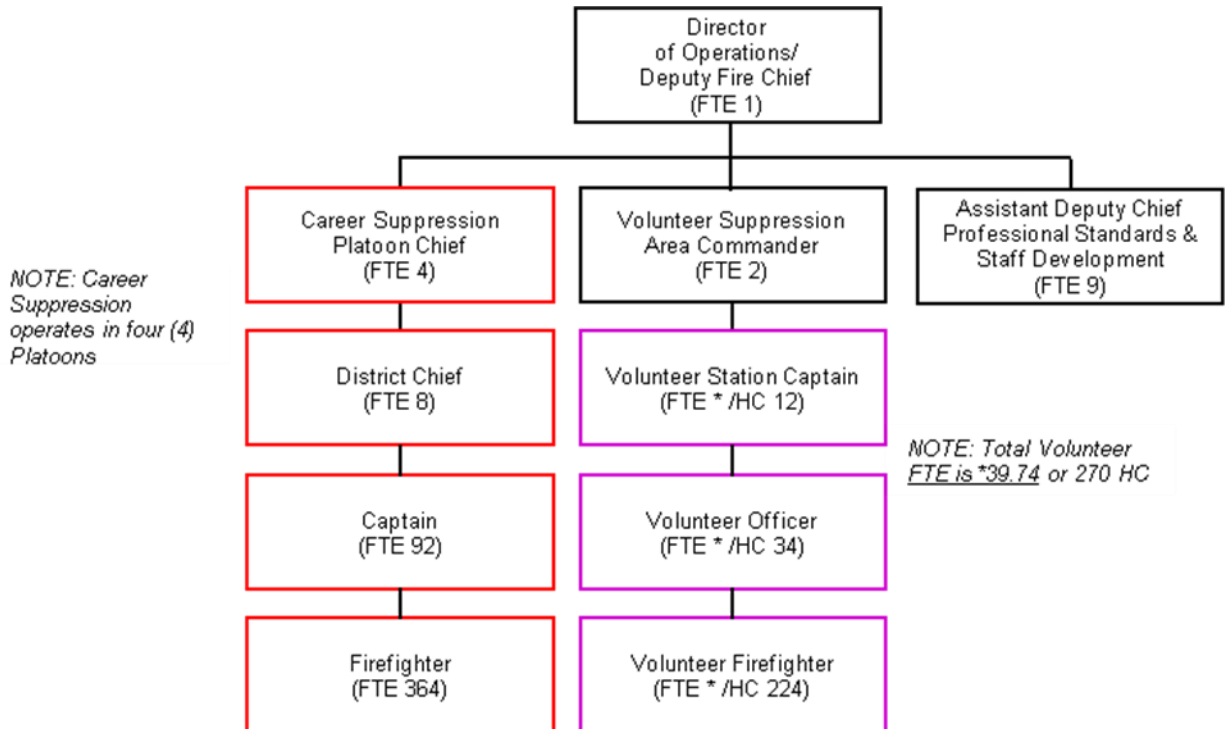 Director
of Operations/
Deputy Fire Chief
(FTE 1)
Career Suppression
Platoon Chief
(FTE 4)
Volunteer Suppression
Area Commander
(FTE 2)
Assistant Deputy Chief
Professional Standards &
Staff Development
(FTE 9)
NOTE: Career
Suppression
operates in four (4)
Platoons
District Chief
(FTE 8)
Volunteer Station Captain
(FTE * /HC 12)
NOTE: Total Volunteer
FTE is *39.74 or 270 HC
Captain
(FTE 92)
Volunteer Officer
(FTE * /HC 34)
Firefighter
(FTE 364)
Volunteer Firefighter
(FTE * /HC 224)